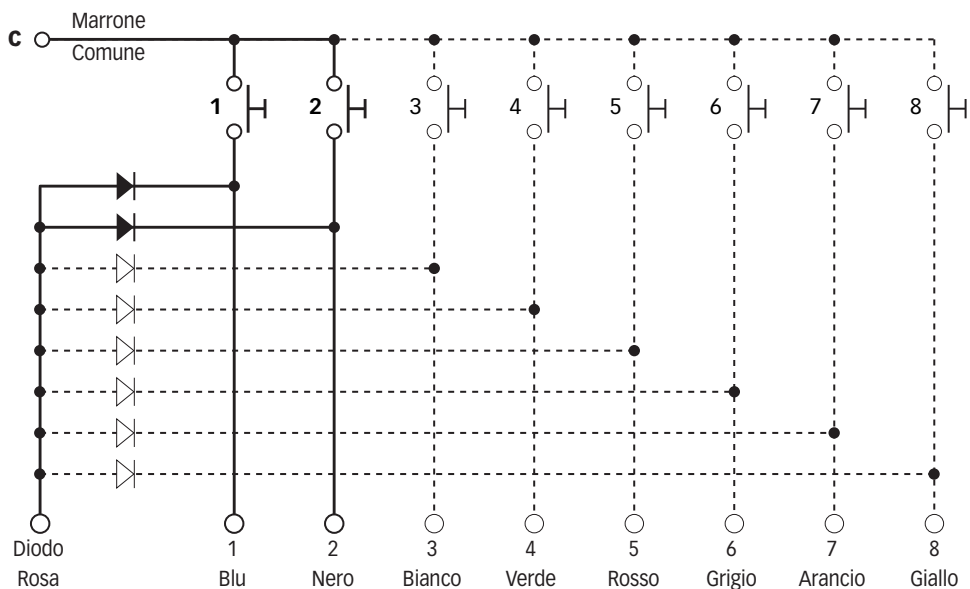 Marrone
C
Comune
1 2 3 4 5 6 7 8
Diodo 1 2 3 4 5 6 7 8
Rosa Blu Nero Bianco Verde Rosso Grigio Arancio Giallo